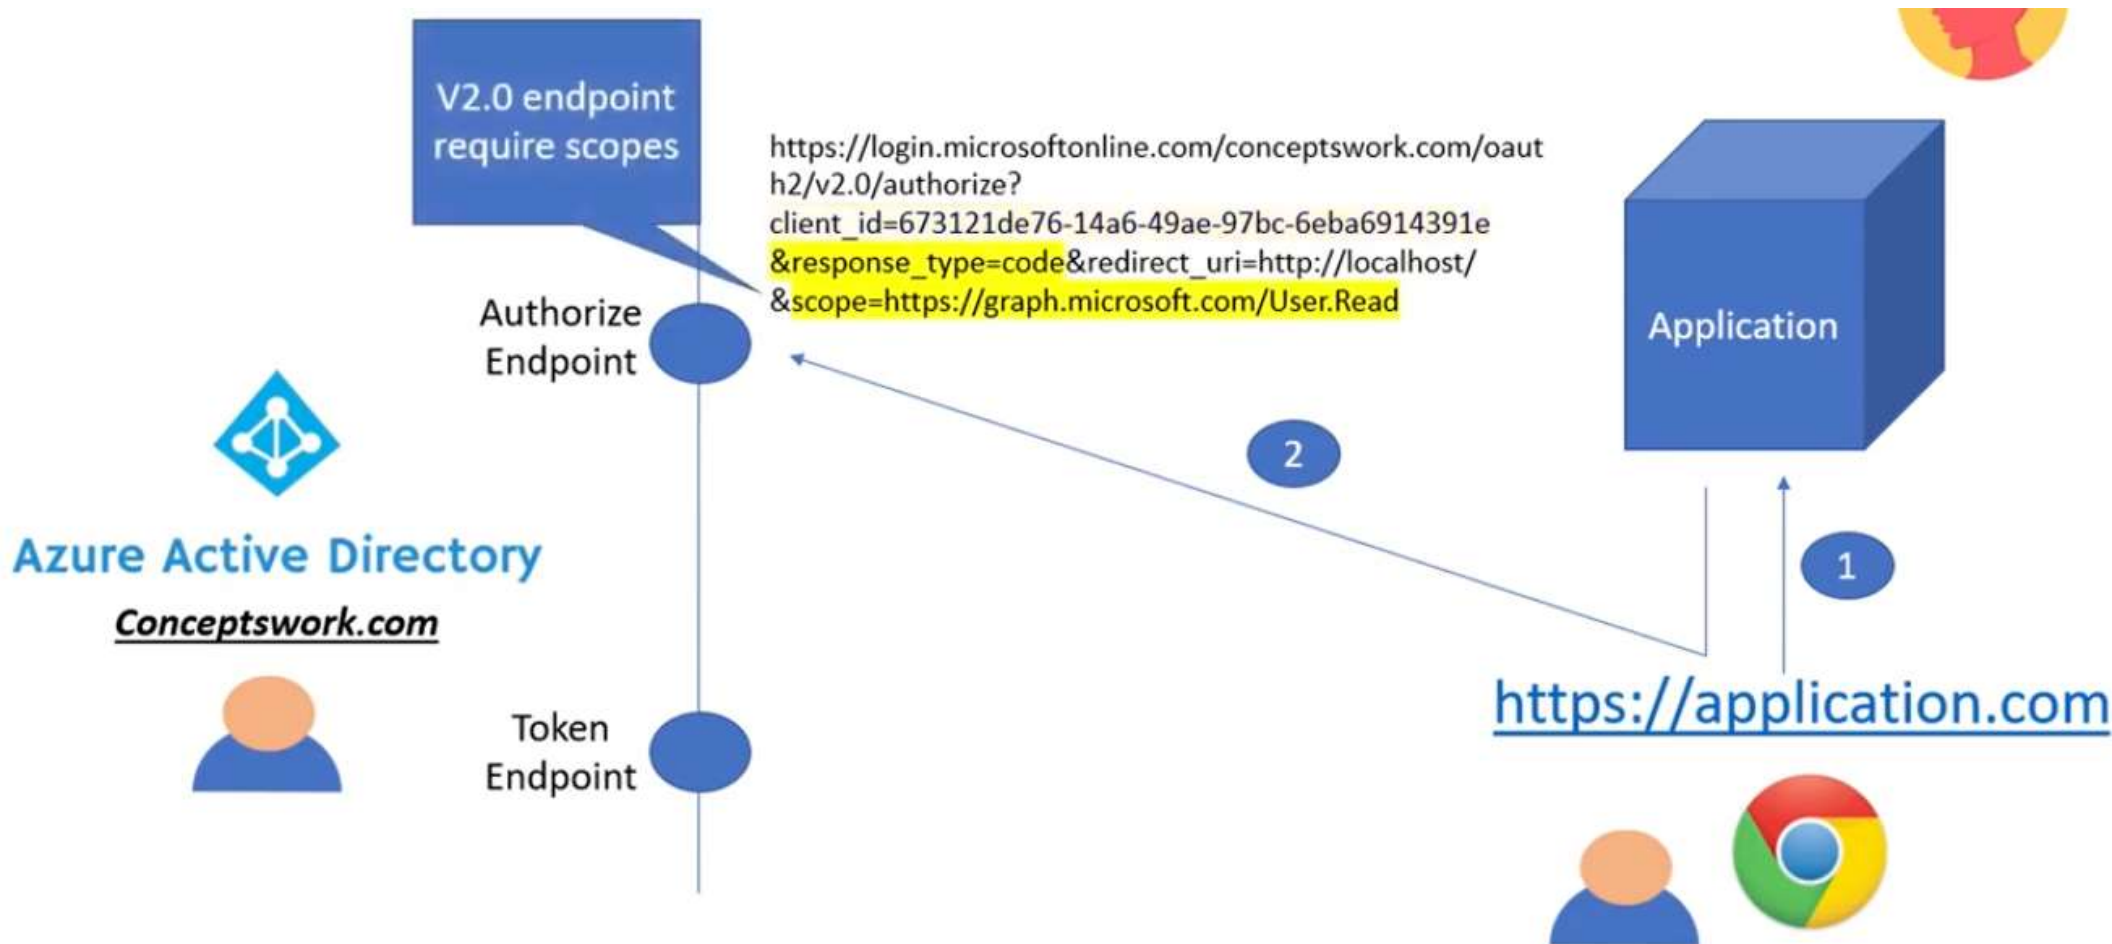 V2.0 endpoint
require scopes
https://login.microsoftonline.com/conceptswork.com/oaut
h2/v2.0/authorize?
client_id=673121de76-14a6-49ae-97bc-6eba6914391e
&response_type=code&redirect_uri=http://localhost/
&scope=https://graph.microsoft.com/User.Read
Authorize
Endpoint
Application
2
1
Azure Active Directory
Conceptswork.com
https://application.com
Token
Endpoint